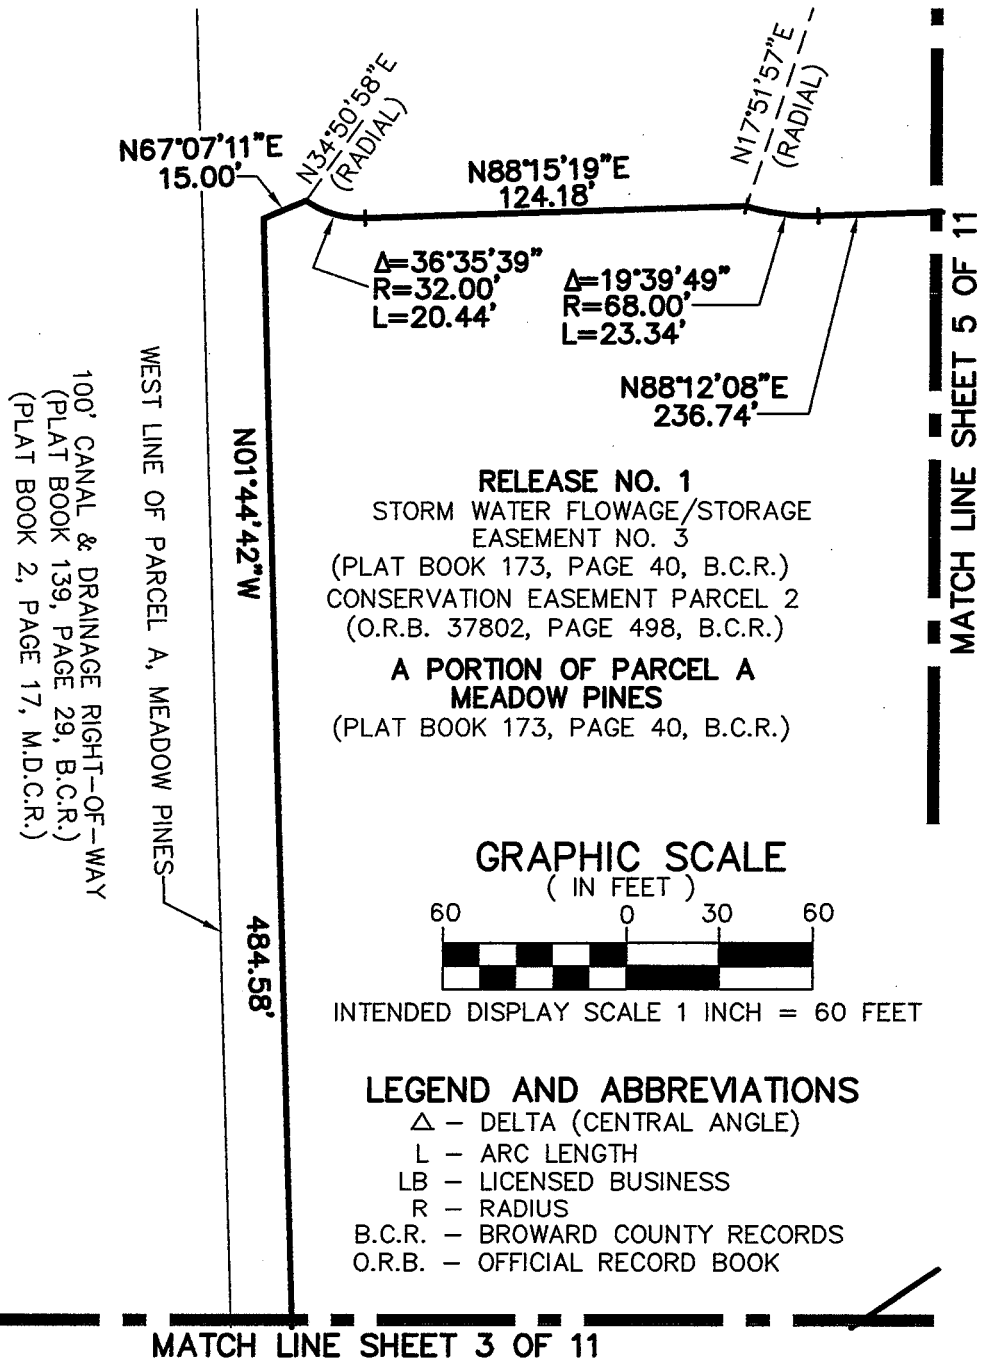 N67°07'11"E
15.00'
N34°50'58"E
(RADIAL)
N88°15'19"E
124.18'
N17°51'57"E
(RADIAL)
Δ=36°35'39"
R=32.00'
L=20.44'
Δ=19°39'49"
R=68.00'
L=23.34'
N88°12'08"E
236.74'
MATCH LINE SHEET 5 OF 11
100' CANAL & DRAINAGE RIGHT-OF-WAY
(PLAT BOOK 139, PAGE 29, B.C.R.)
(PLAT BOOK 2, PAGE 17, M.D.C.R.)
WEST LINE OF PARCEL A, MEADOW PINES
N01°44'42"W
484.58'
RELEASE NO. 1
STORM WATER FLOWAGE/STORAGE
EASEMENT NO. 3
(PLAT BOOK 173, PAGE 40, B.C.R.)
CONSERVATION EASEMENT PARCEL 2
(O.R.B. 37802, PAGE 498, B.C.R.)
A PORTION OF PARCEL A
MEADOW PINES
(PLAT BOOK 173, PAGE 40, B.C.R.)
GRAPHIC SCALE
( IN FEET )
60 0 30 60
INTENDED DISPLAY SCALE 1 INCH = 60 FEET
LEGEND AND ABBREVIATIONS
Δ – DELTA (CENTRAL ANGLE)
L – ARC LENGTH
LB – LICENSED BUSINESS
R – RADIUS
B.C.R. – BROWARD COUNTY RECORDS
O.R.B. – OFFICIAL RECORD BOOK
MATCH LINE SHEET 3 OF 11